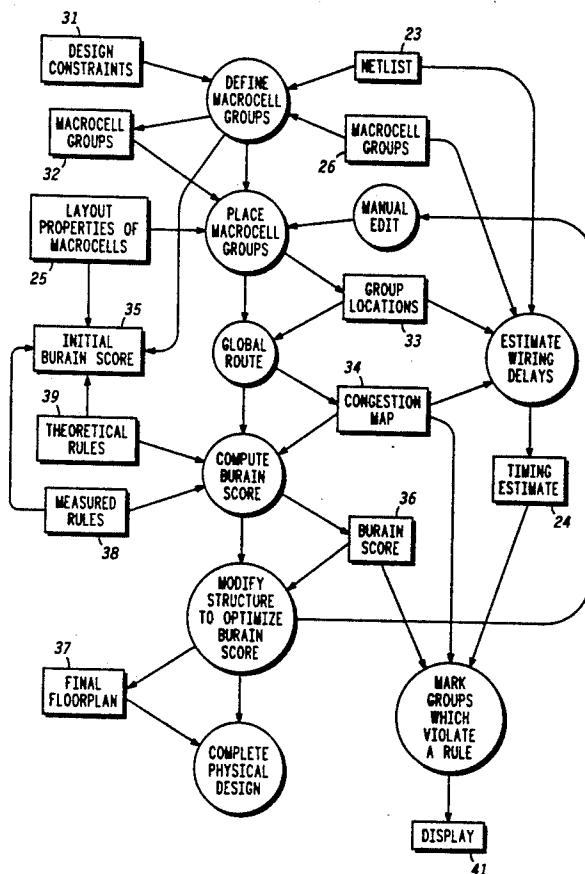 31
DESIGN
CONSTRAINTS
DEFINE
MACROCELL
GROUPS
23
NETLIST
MACROCELL
GROUPS
32
MACROCELL
GROUPS
26
LAYOUT
PROPERTIES OF
MACROCELLS
25
PLACE
MACROCELL
GROUPS
MANUAL
EDIT
GROUP
LOCATIONS
33
35
INITIAL
BURAIN SCORE
GLOBAL
ROUTE
ESTIMATE
WIRING
DELAYS
34
CONGESTION
MAP
39
THEORETICAL
RULES
COMPUTE
BURAIN
SCORE
MEASURED
RULES
38
TIMING
ESTIMATE
24
36
BURAIN
SCORE
MODIFY
STRUCTURE
TO OPTIMIZE
BURAIN
SCORE
37
FINAL
FLOORPLAN
MARK
GROUPS
WHICH
VIOLATE
A RULE
COMPLETE
PHYSICAL
DESIGN
DISPLAY
41